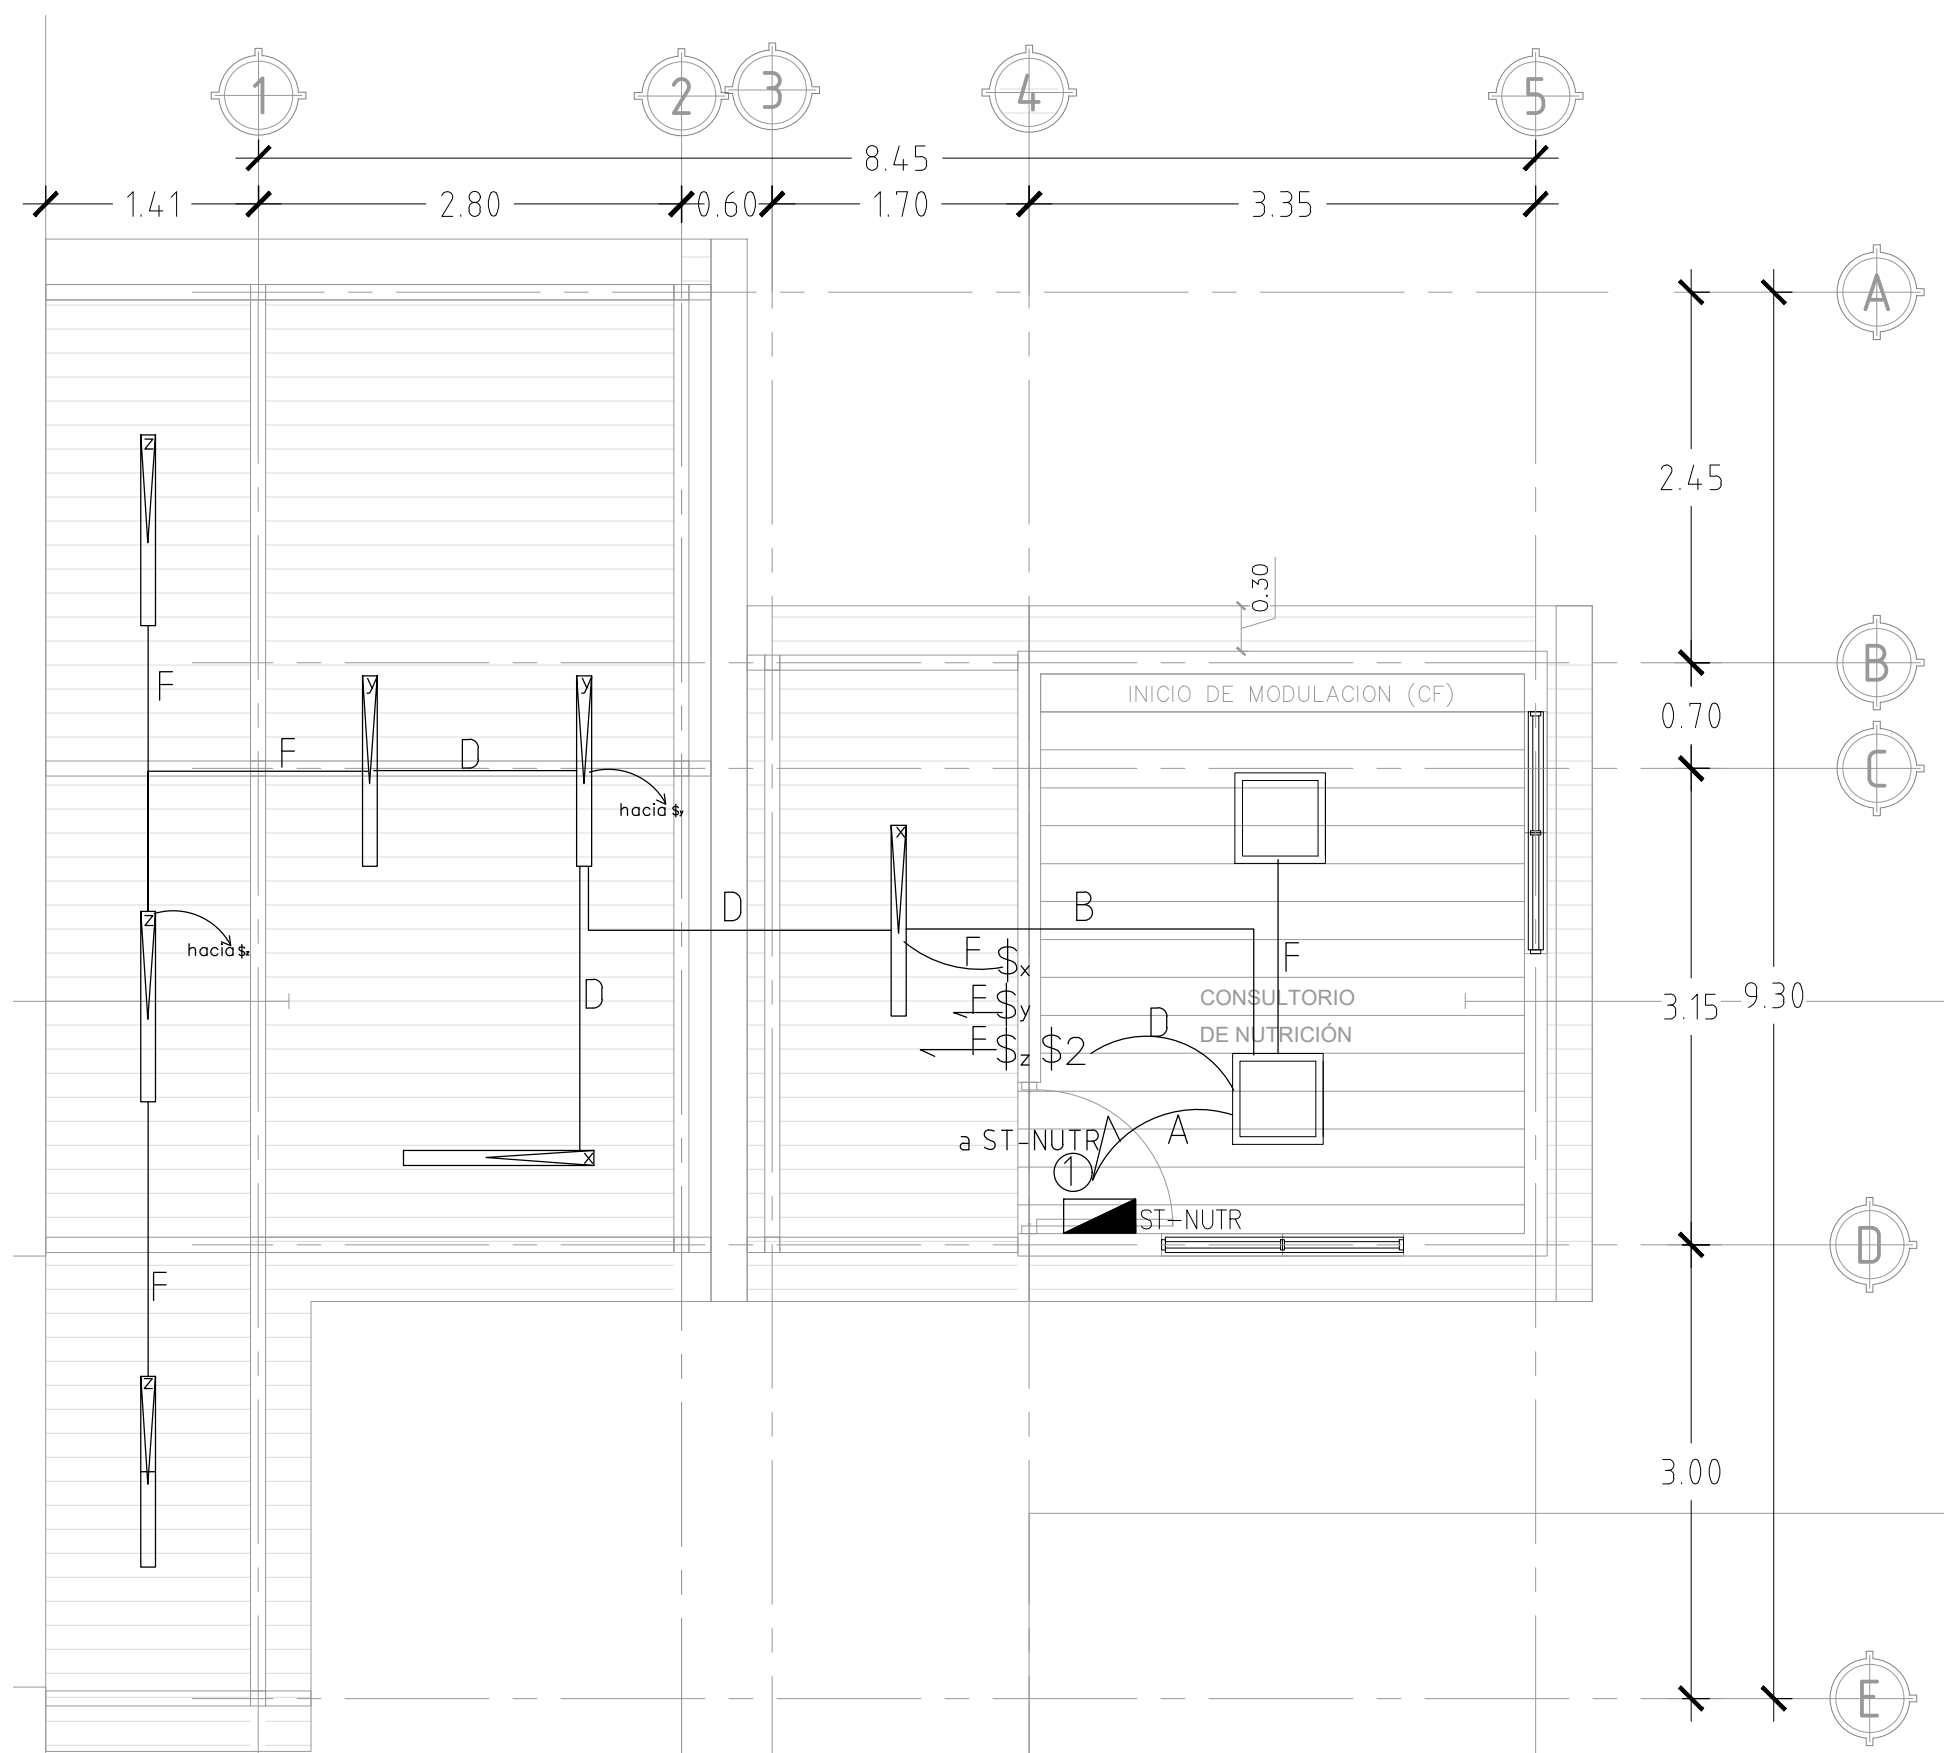 1
2
3
4
5
8.45
1.41
2.80
0.60
1.70
3.35
A
z
2.45
0.30
B
F
y
y
INICIO DE MODULACION (CF)
0.70
F
D
C
hacia $y
x
z
D
B
hacia $z
F
$x
F
D
F
$y
CONSULTORIO
3.15
9.30
D
F
$z
$2
DE NUTRICIÓN
a ST-NUTR
A
x
1
ST-NUTR
D
F
z
3.00
E